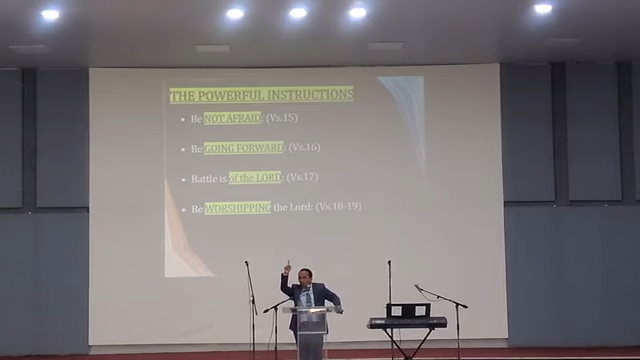 THE POWERFUL INSTRUCTIONS
• Be NOT AFRAID: (Vs.15)
• Be GOING FORWARD: (Vs.16)
• Battle is of the LORD: (Vs.17)
• Be WORSHIPPING the Lord: (Vs.18-19)